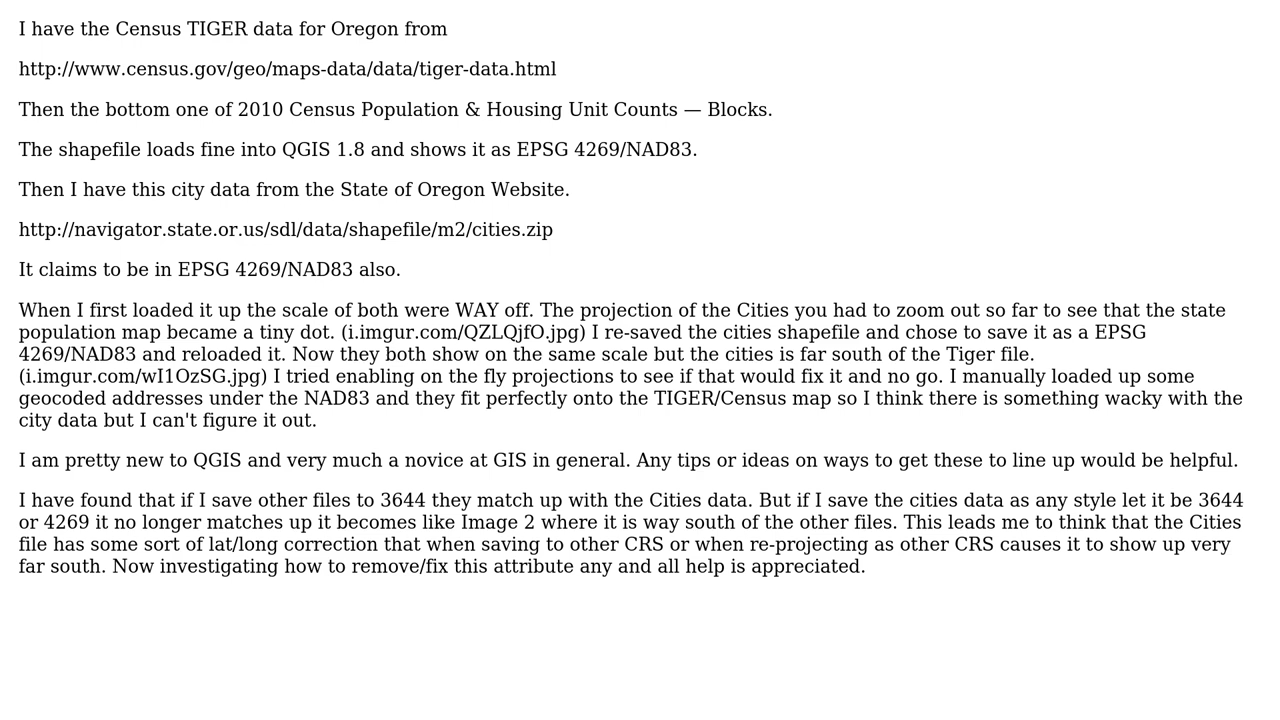 I have the Census TIGER data for Oregon from
http://www.census.gov/geo/maps-data/data/tiger-data.html
Then the bottom one of 2010 Census Population & Housing Unit Counts — Blocks.
The shapefile loads fine into QGIS 1.8 and shows it as EPSG 4269/NAD83.
Then I have this city data from the State of Oregon Website.
http://navigator.state.or.us/sdl/data/shapefile/m2/cities.zip
It claims to be in EPSG 4269/NAD83 also.
When I first loaded it up the scale of both were WAY off. The projection of the Cities you had to zoom out so far to see that the state
population map became a tiny dot. (i.imgur.com/QZLQjfO.jpg) I re-saved the cities shapefile and chose to save it as a EPSG
4269/NAD83 and reloaded it. Now they both show on the same scale but the cities is far south of the Tiger file.
(i.imgur.com/wI1OzSG.jpg) I tried enabling on the fly projections to see if that would fix it and no go. I manually loaded up some
geocoded addresses under the NAD83 and they fit perfectly onto the TIGER/Census map so I think there is something wacky with the
city data but I can't figure it out.
I am pretty new to QGIS and very much a novice at GIS in general. Any tips or ideas on ways to get these to line up would be helpful.
I have found that if I save other files to 3644 they match up with the Cities data. But if I save the cities data as any style let it be 3644
or 4269 it no longer matches up it becomes like Image 2 where it is way south of the other files. This leads me to think that the Cities
file has some sort of lat/long correction that when saving to other CRS or when re-projecting as other CRS causes it to show up very
far south. Now investigating how to remove/fix this attribute any and all help is appreciated.